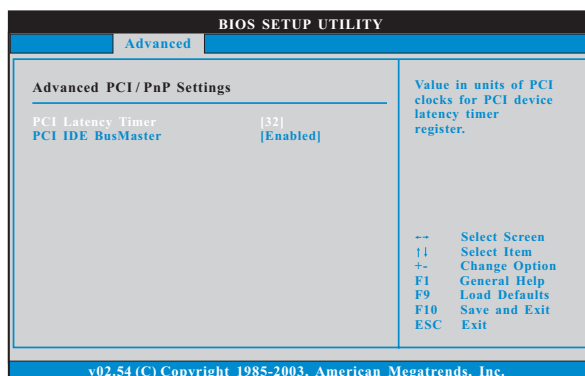 BIOS SETUP UTILITY
Advanced
Advanced PCI / PnP Settings
PCI Latency Timer [32]
PCI IDE BusMaster [Enabled]
Value in units of PCI
clocks for PCI device
latency timer
register.
←→ Select Screen
↑↓ Select Item
+- Change Option
F1 General Help
F9 Load Defaults
F10 Save and Exit
ESC Exit
v02.54 (C) Copyright 1985-2003, American Megatrends, Inc.